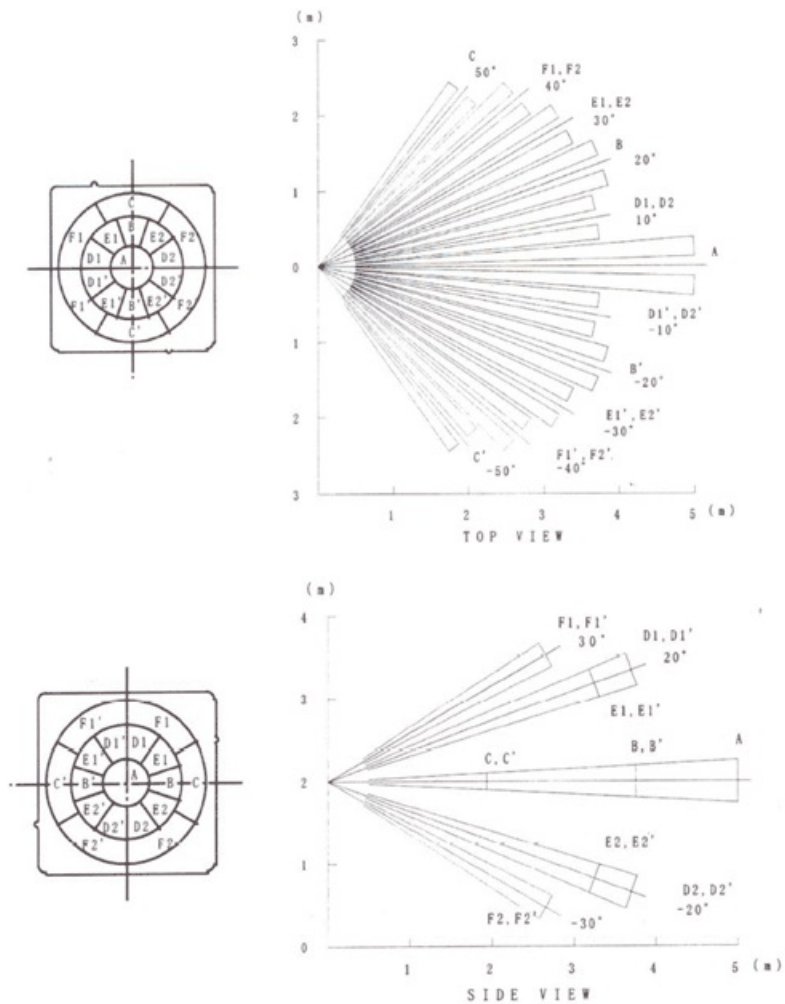 (m)
3
2
1
0
1
2
3
C
50°
F1,F2
40°
E1,E2
30°
B
20°
D1,D2
10°
A
D1',D2'
-10°
B'
-20°
E1',E2'
-30°
F1',F2'
-40°
C'
-50°
1 2 3 4 5 (m)
TOP VIEW
C
F1 B F2
E1 E2
D1 A D2
D1' D2'
F1' E1' B' E2' F2
C'
(m)
4
3
2
1
0
F1,F1'
30°
D1,D1'
20°
E1,E1'
C,C'
B,B'
A
E2,E2'
D2,D2'
-20°
F2,F2'
-30°
1 2 3 4 5 (m)
SIDE VIEW
F1' F1
D1' D1
E1' E1
C' B' A B C
E2' E2
D2' D2
F2' F2